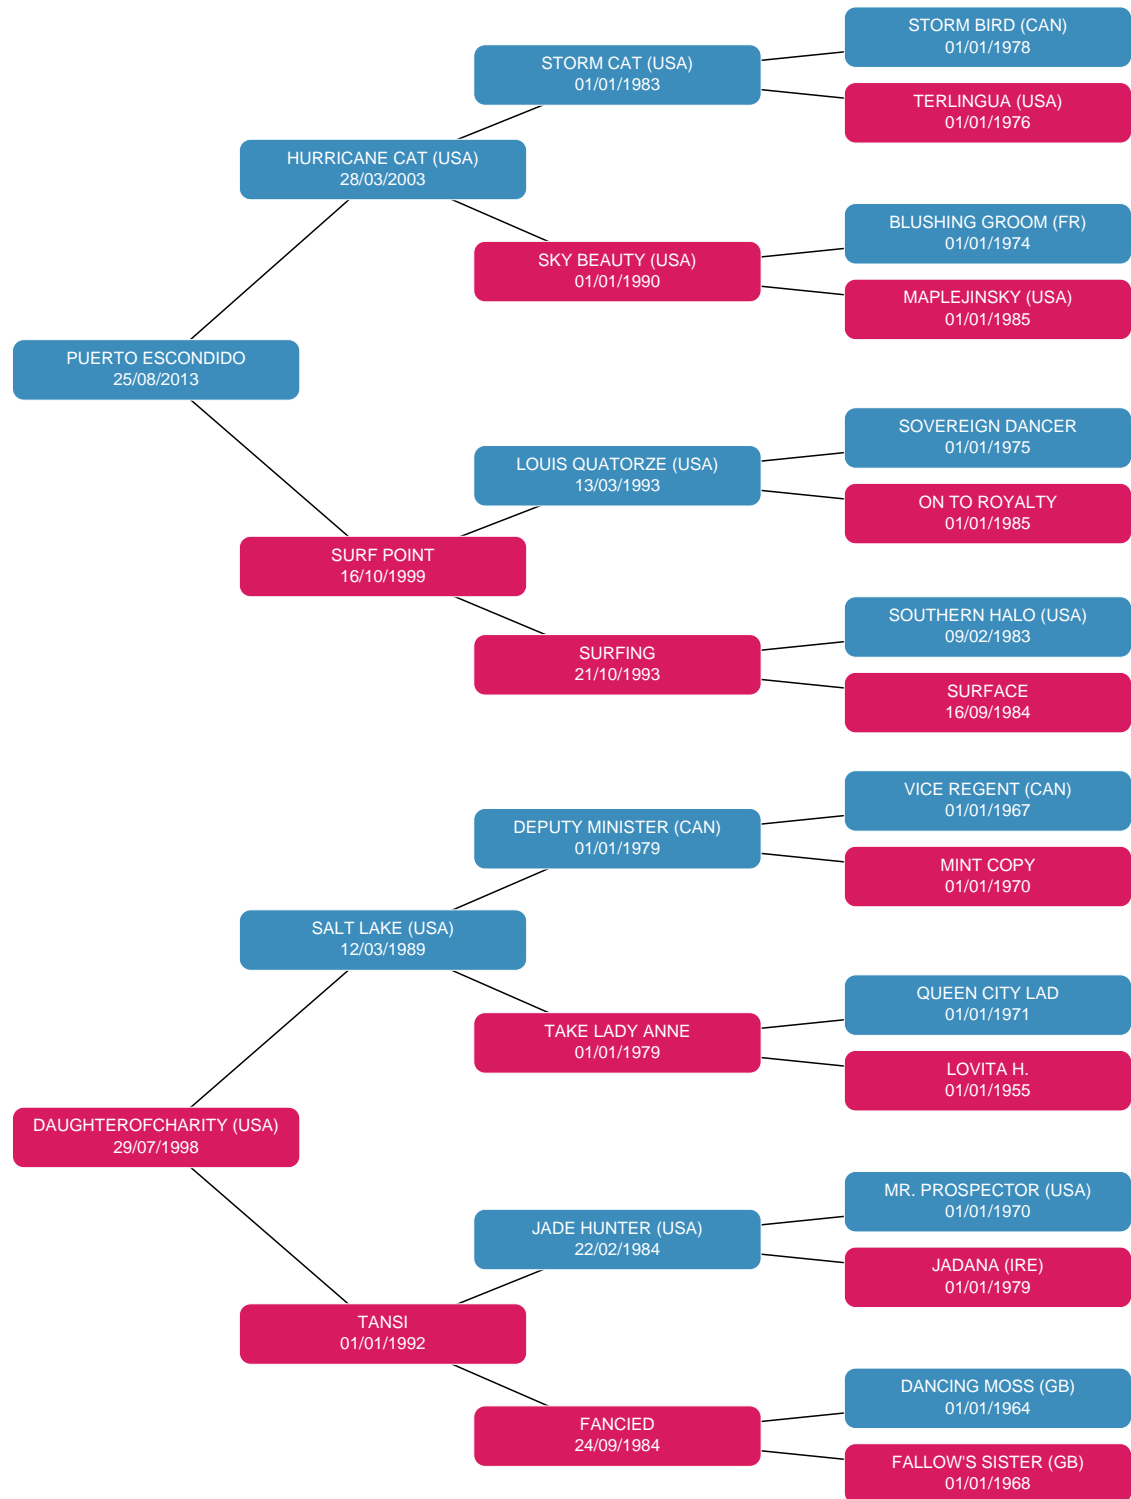 STORM BIRD (CAN)
01/01/1978
STORM CAT (USA)
01/01/1983
TERLINGUA (USA)
01/01/1976
HURRICANE CAT (USA)
28/03/2003
BLUSHING GROOM (FR)
01/01/1974
SKY BEAUTY (USA)
01/01/1990
MAPLEJINSKY (USA)
01/01/1985
PUERTO ESCONDIDO
25/08/2013
SOVEREIGN DANCER
01/01/1975
LOUIS QUATORZE (USA)
13/03/1993
ON TO ROYALTY
01/01/1985
SURF POINT
16/10/1999
SOUTHERN HALO (USA)
09/02/1983
SURFING
21/10/1993
SURFACE
16/09/1984
VICE REGENT (CAN)
01/01/1967
DEPUTY MINISTER (CAN)
01/01/1979
MINT COPY
01/01/1970
SALT LAKE (USA)
12/03/1989
QUEEN CITY LAD
01/01/1971
TAKE LADY ANNE
01/01/1979
LOVITA H.
01/01/1955
DAUGHTEROFCHARITY (USA)
29/07/1998
MR. PROSPECTOR (USA)
01/01/1970
JADE HUNTER (USA)
22/02/1984
JADANA (IRE)
01/01/1979
TANSI
01/01/1992
DANCING MOSS (GB)
01/01/1964
FANCIED
24/09/1984
FALLOW'S SISTER (GB)
01/01/1968